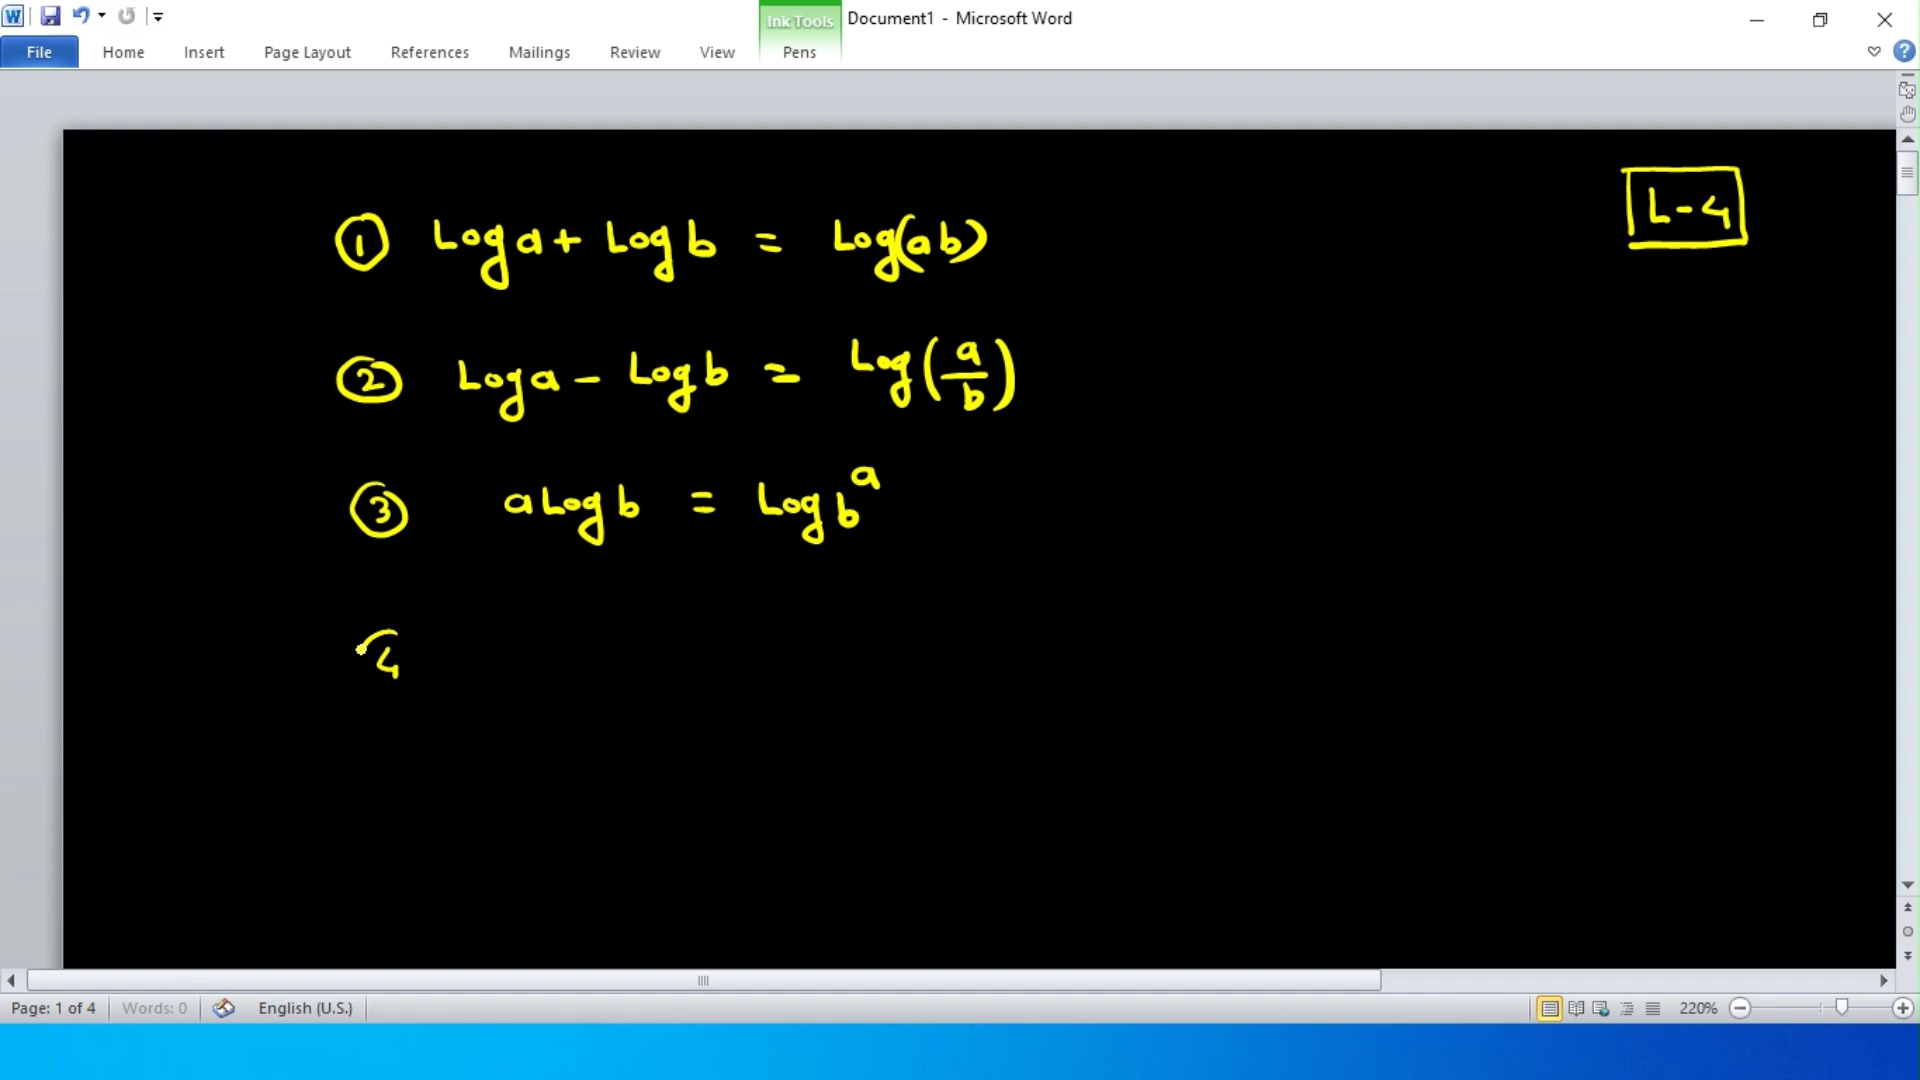 Ink Tools Document1 - Microsoft Word
File Home Insert Page Layout References Mailings Review View Pens
L-4
① Log a + Log b = Log(ab)
② Log a - Log b = Log(a/b)
③ a Log b = Log b^a
4
Page: 1 of 4 Words: 0 English (U.S.) 220%